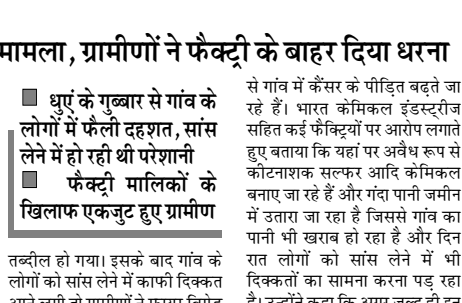 मामला, ग्रामीणों ने फैक्ट्री के बाहर दिया धरना
धुएं के गुब्बार से गांव के
लोगों में फैली दहशत, सांस
लेने में हो रही थी परेशानी
फैक्ट्री मालिकों के
खिलाफ एकजुट हुए ग्रामीण
तब्दील हो गया। इसके बाद गांव के
लोगों को सांस लेने में काफी दिक्कत
से गांव में कैंसर के पीड़ित बढ़ते जा
रहे हैं। भारत केमिकल इंडस्ट्रीज
सहित कई फैक्ट्रियों पर आरोप लगाते
हुए बताया कि यहां पर अवैध रूप से
कीटनाशक सल्फर आदि केमिकल
बनाए जा रहे हैं और गंदा पानी जमीन
में उतारा जा रहा है जिससे गांव का
पानी भी खराब हो रहा है और दिन
रात लोगों को सांस लेने में भी
दिक्कतों का सामना करना पड़ रहा